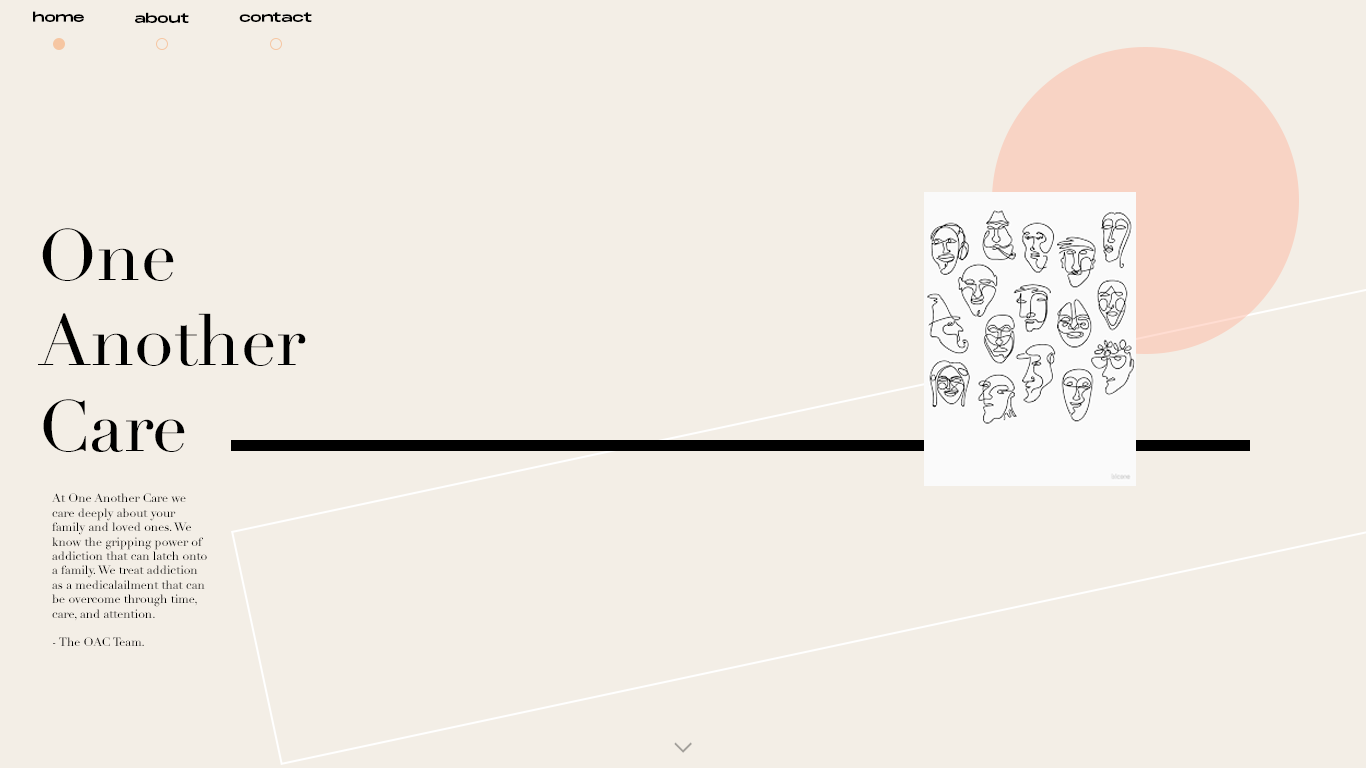 home about contact
One
Another
Care
At One Another Care we
care deeply about your
family and loved ones. We
know the gripping power of
addiction that can latch onto
a family. We treat addiction
as a medicalailment that can
be overcome through time,
care, and attention.
- The OAC Team.